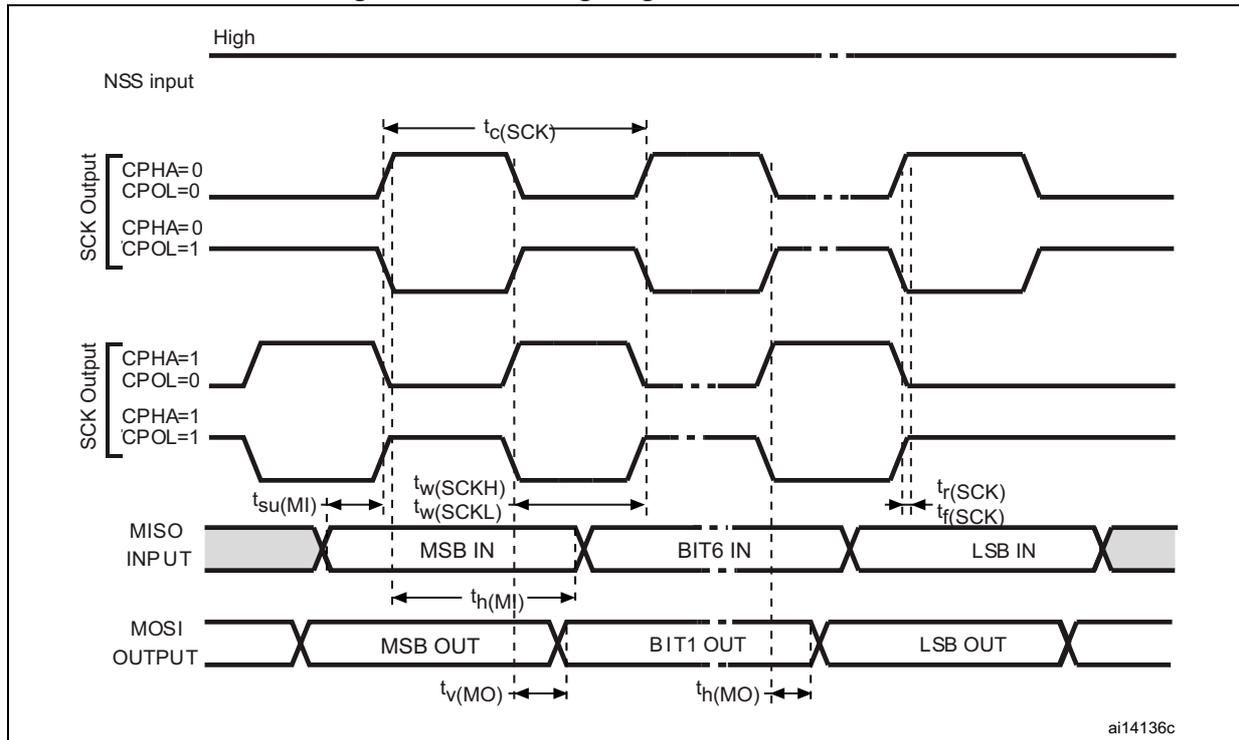 High
NSS input
tc(SCK)
SCK Output
CPHA=0
CPOL=0
CPHA=0
CPOL=1
SCK Output
CPHA=1
CPOL=0
CPHA=1
CPOL=1
tsu(MI)
tw(SCKH)
tw(SCKL)
tr(SCK)
tf(SCK)
MISO
INPUT
MSB IN
BIT6 IN
LSB IN
th(MI)
MOSI
OUTPUT
MSB OUT
BIT1 OUT
LSB OUT
tv(MO)
th(MO)
ai14136c